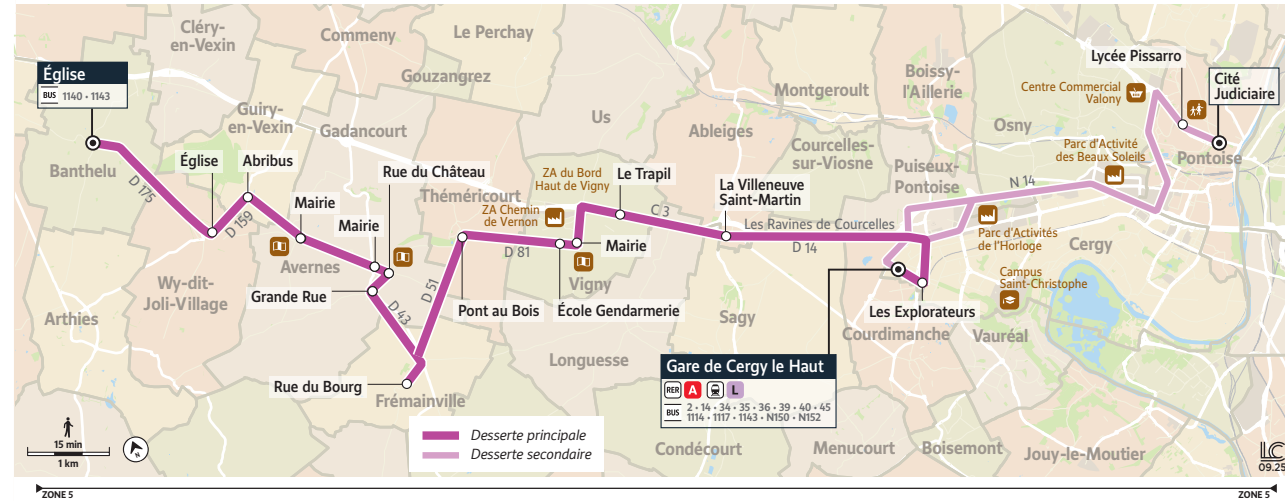 Cléry-
en-Vexin
Commeny
Le Perchay
Gouzangrez
Guiry-
en-Vexin
Gadancourt
Us
Ableiges
Montgeroult
Boissy-
l'Aillerie
Courcelles-
sur-Viosne
Osny
Puiseux-
Pontoise
Pontoise
Cergy
Banthelu
Avernes
Théméricourt
Wy-dit-
Joli-Village
Arthies
Vigny
Longuesse
Sagy
Courdimanche
Vauréal
Frémainville
Condécourt
Menucourt
Boisemont
Jouy-le-Moutier
Église
BUS 1140 • 1143
Église
Abribus
Mairie
Mairie
Rue du Château
Grande Rue
Rue du Bourg
Pont au Bois
École Gendarmerie
Mairie
Le Trapil
La Villeneuve
Saint-Martin
Les Explorateurs
Gare de Cergy le Haut
RER A L
BUS 2 • 14 • 34 • 35 • 36 • 39 • 40 • 45
1114 • 1117 • 1143 • N150 • N152
Lycée Pissarro
Cité
Judiciaire
Centre Commercial
Valony
Parc d'Activité
des Beaux Soleils
Parc d'Activités
de l'Horloge
Campus
Saint-Christophe
ZA du Bord
Haut de Vigny
ZA Chemin
de Vernon
D 175
D 159
D 43
D 51
D 81
C 3
Les Ravines de Courcelles
D 14
N 14
Desserte principale
Desserte secondaire
15 min
1 km
N
LC
09.25
ZONE 5
ZONE 5